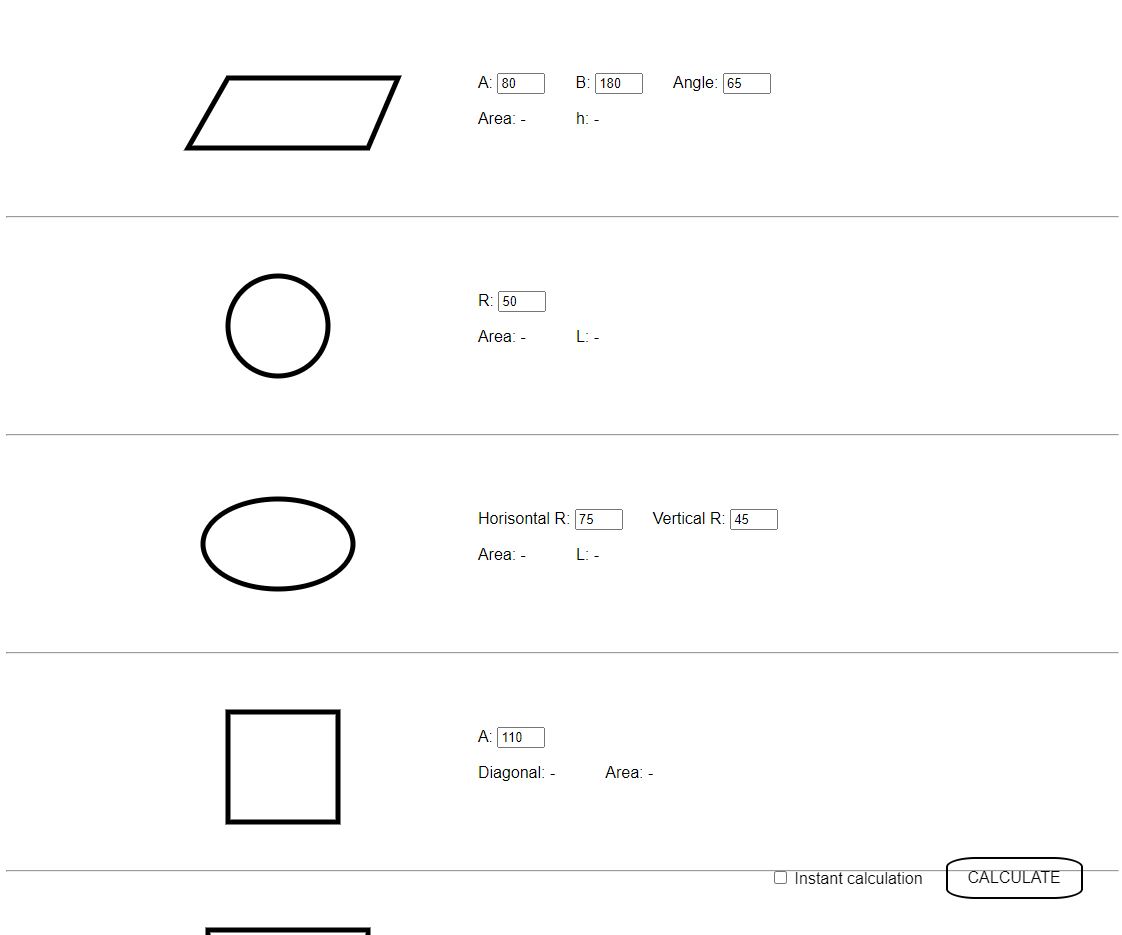 A: 80 B: 180 Angle: 65
Area: - h: -
R: 50
Area: - L: -
Horisontal R: 75 Vertical R: 45
Area: - L: -
A: 110
Diagonal: - Area: -
Instant calculation CALCULATE